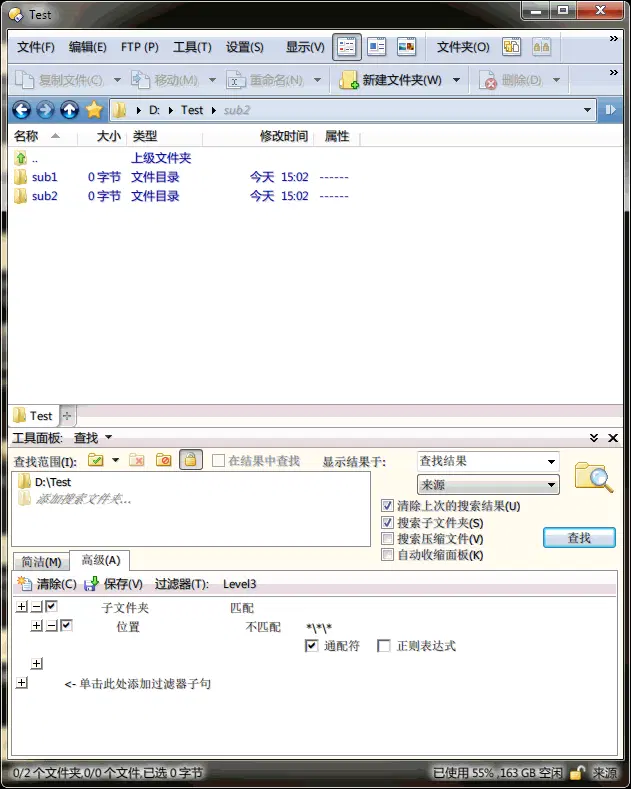 Test
文件(F) 编辑(E) FTP (P) 工具(T) 设置(S) 显示(V) 文件夹(O) »
复制文件(C) 移动(M) 重命名(N) 新建文件夹(W) 删除(D) »
D: Test sub2
名称 大小 类型 修改时间 属性
.. 上级文件夹
sub1 0 字节 文件目录 今天 15:02 ------
sub2 0 字节 文件目录 今天 15:02 ------
Test
工具面板: 查找
查找范围(I): 在结果中查找 显示结果于: 查找结果
D:\Test
添加搜索文件夹...
来源
清除上次的搜索结果(U)
搜索子文件夹(S)
搜索压缩文件(V)
自动收缩面板(K)
查找
简洁(M) 高级(A)
清除(C) 保存(V) 过滤器(T): Level3
子文件夹 匹配
位置 不匹配 *\*\*
通配符 正则表达式
<- 单击此处添加过滤器子句
0/2 个文件夹,0/0 个文件,已选 0 字节 已使用 55% ,163 GB 空闲 来源